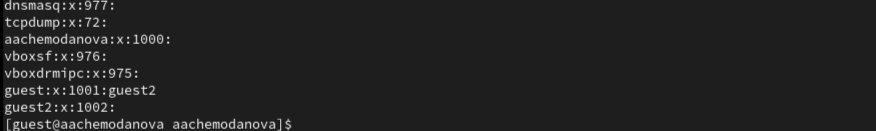 dnsmasq:x:977:
tcpdump:x:72:
aachemodanova:x:1000:
vboxsf:x:976:
vboxdrmipc:x:975:
guest:x:1001:guest2
guest2:x:1002:
[guest@aachemodanova aachemodanova]$